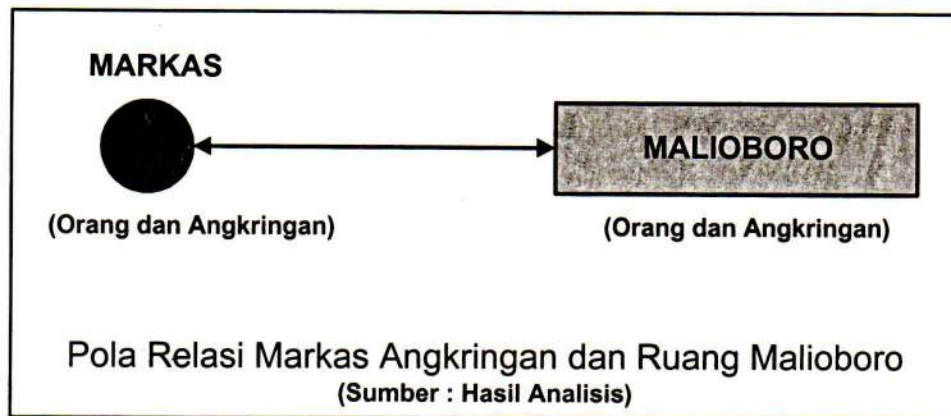 MARKAS
MALIOBORO
(Orang dan Angkringan)
(Orang dan Angkringan)
Pola Relasi Markas Angkringan dan Ruang Malioboro
(Sumber : Hasil Analisis)